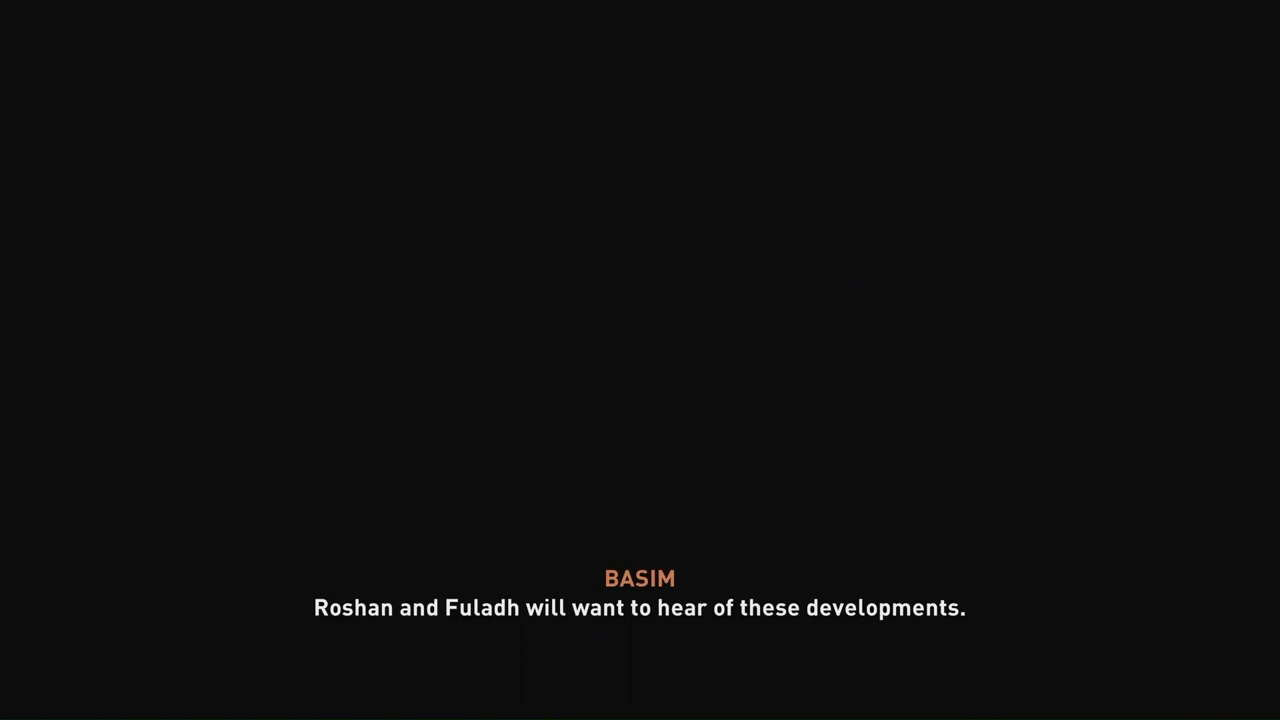 BASIM
Roshan and Fuladh will want to hear of these developments.